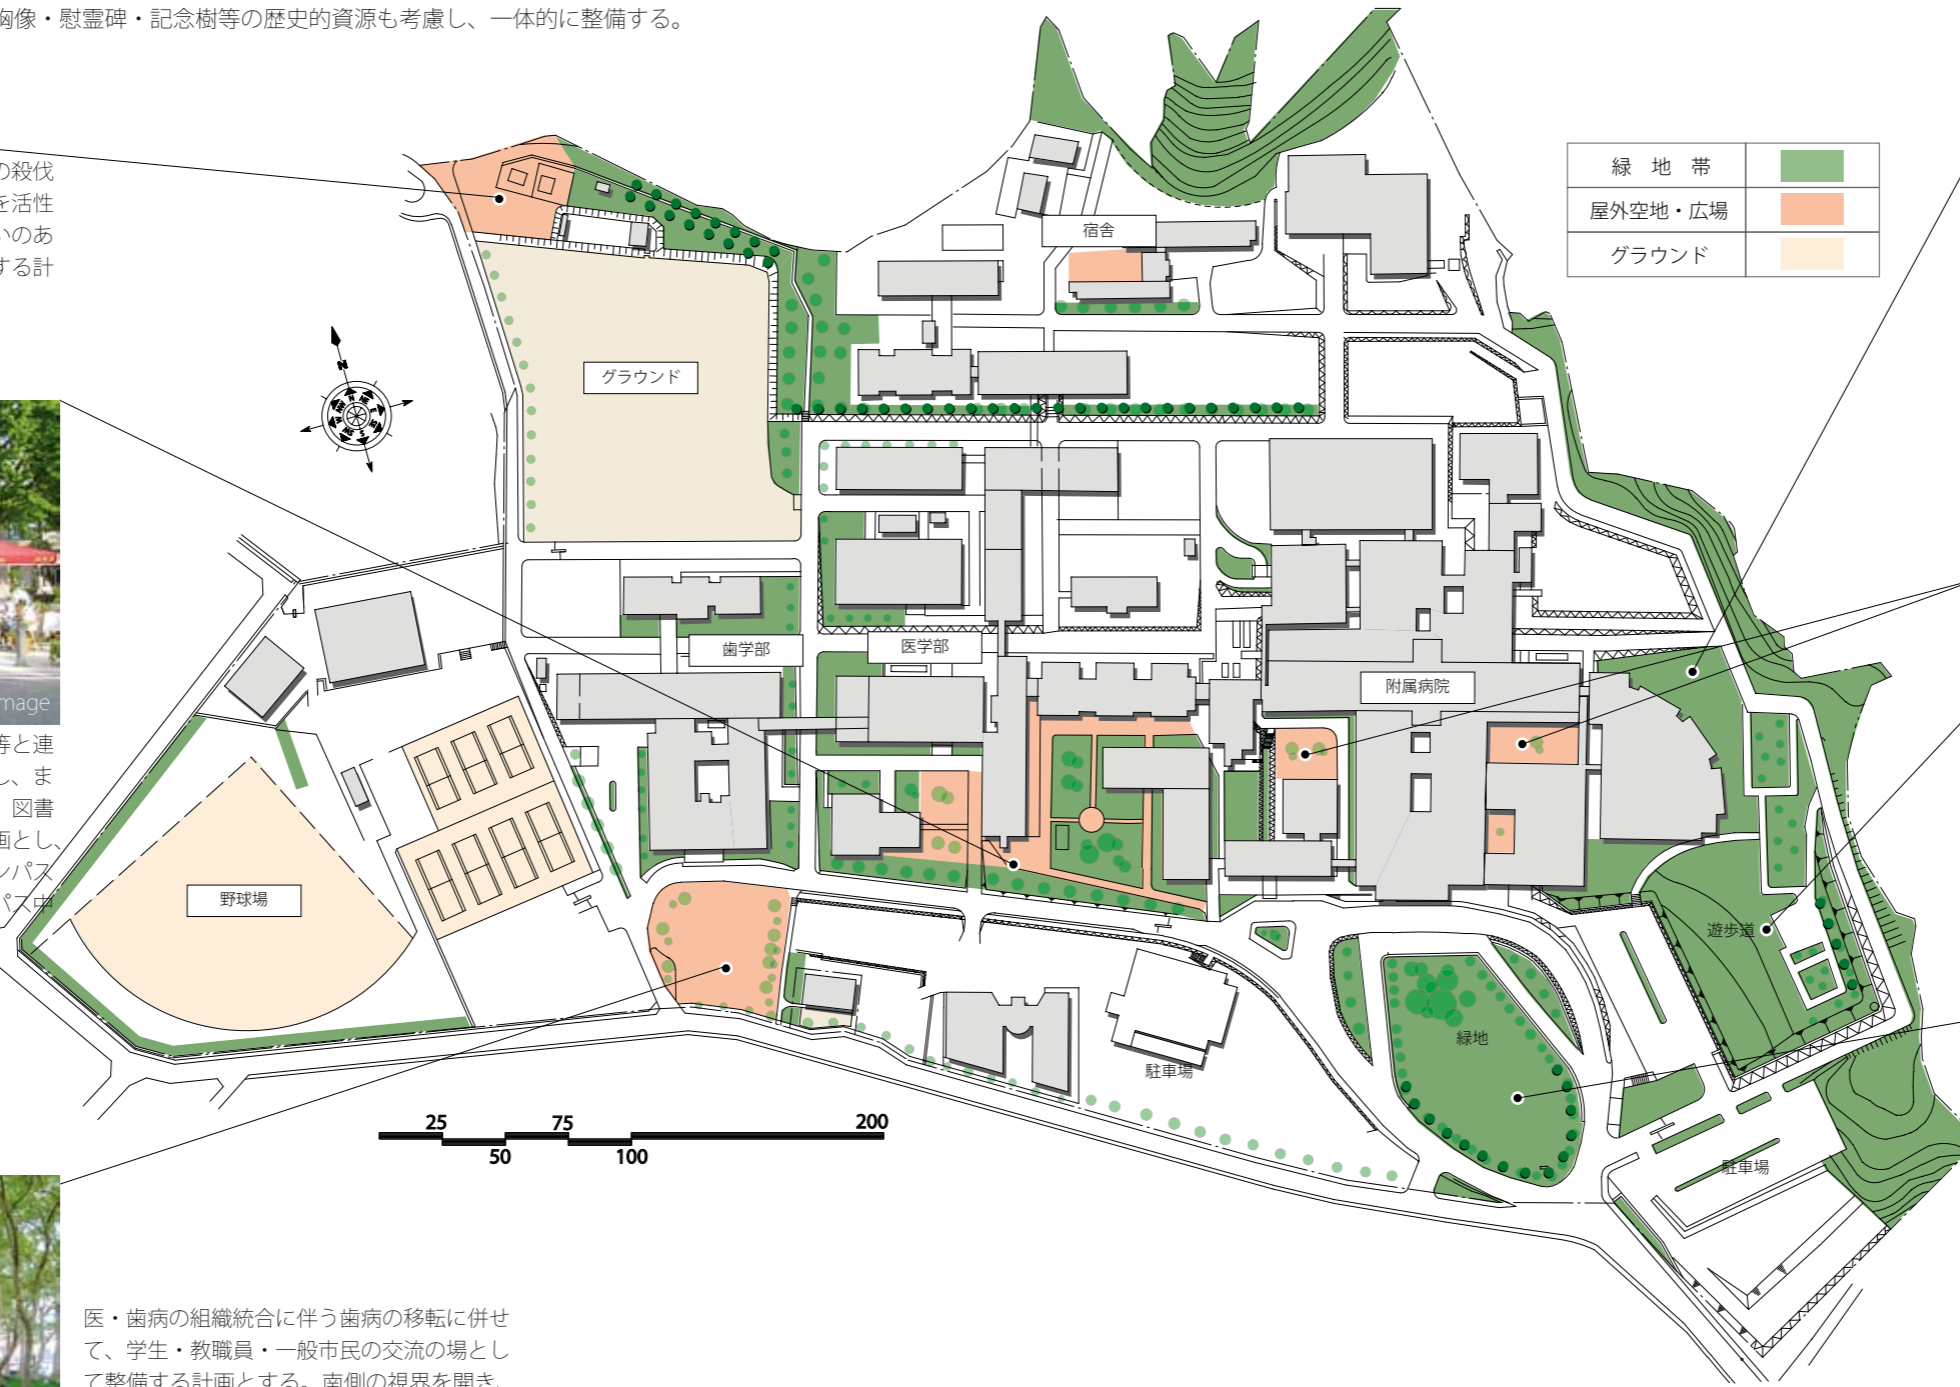 胸像・慰霊碑・記念樹等の歴史的資源も考慮し、一体的に整備する。
の殺伐
を活性
いのあ
する計
緑 地 帯
屋外空地・広場
グラウンド
宿舎
グラウンド
N
NE
E
SE
S
SW
W
NW
mage
歯学部
医学部
附属病院
等と連
し、ま
図書
画とし、
ンパス
パス中
野球場
遊歩道
緑地
駐車場
駐車場
25
75
200
50
100
医・歯病の組織統合に伴う歯病の移転に併せ
て、学生・教職員・一般市民の交流の場とし
て整備する計画とする。南側の視界を開き、